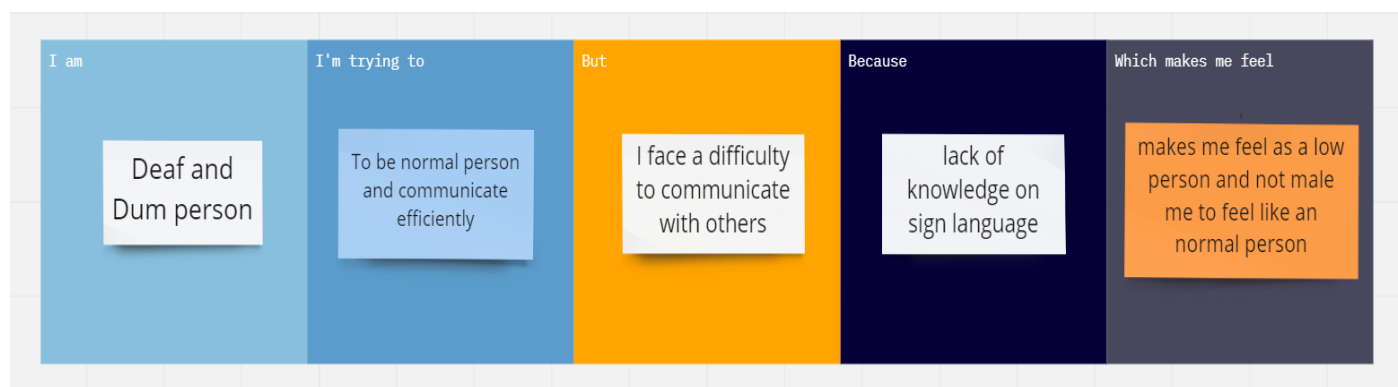 I am
Deaf and
Dum person
I'm trying to
To be normal person
and communicate
efficiently
But
I face a difficulty
to communicate
with others
Because
lack of
knowledge on
sign language
Which makes me feel
makes me feel as a low
person and not male
me to feel like an
normal person